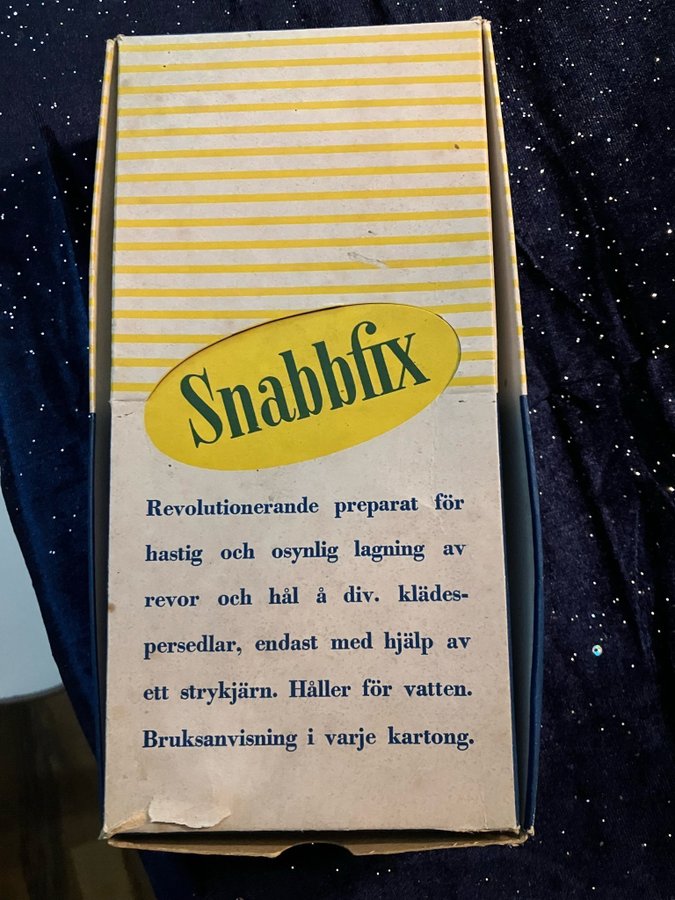 Snabbfix
Revolutionerande preparat för
hastig och osynlig lagning av
revor och hål å div. klädes-
persedlar, endast med hjälp av
ett strykjärn. Håller för vatten.
Bruksanvisning i varje kartong.